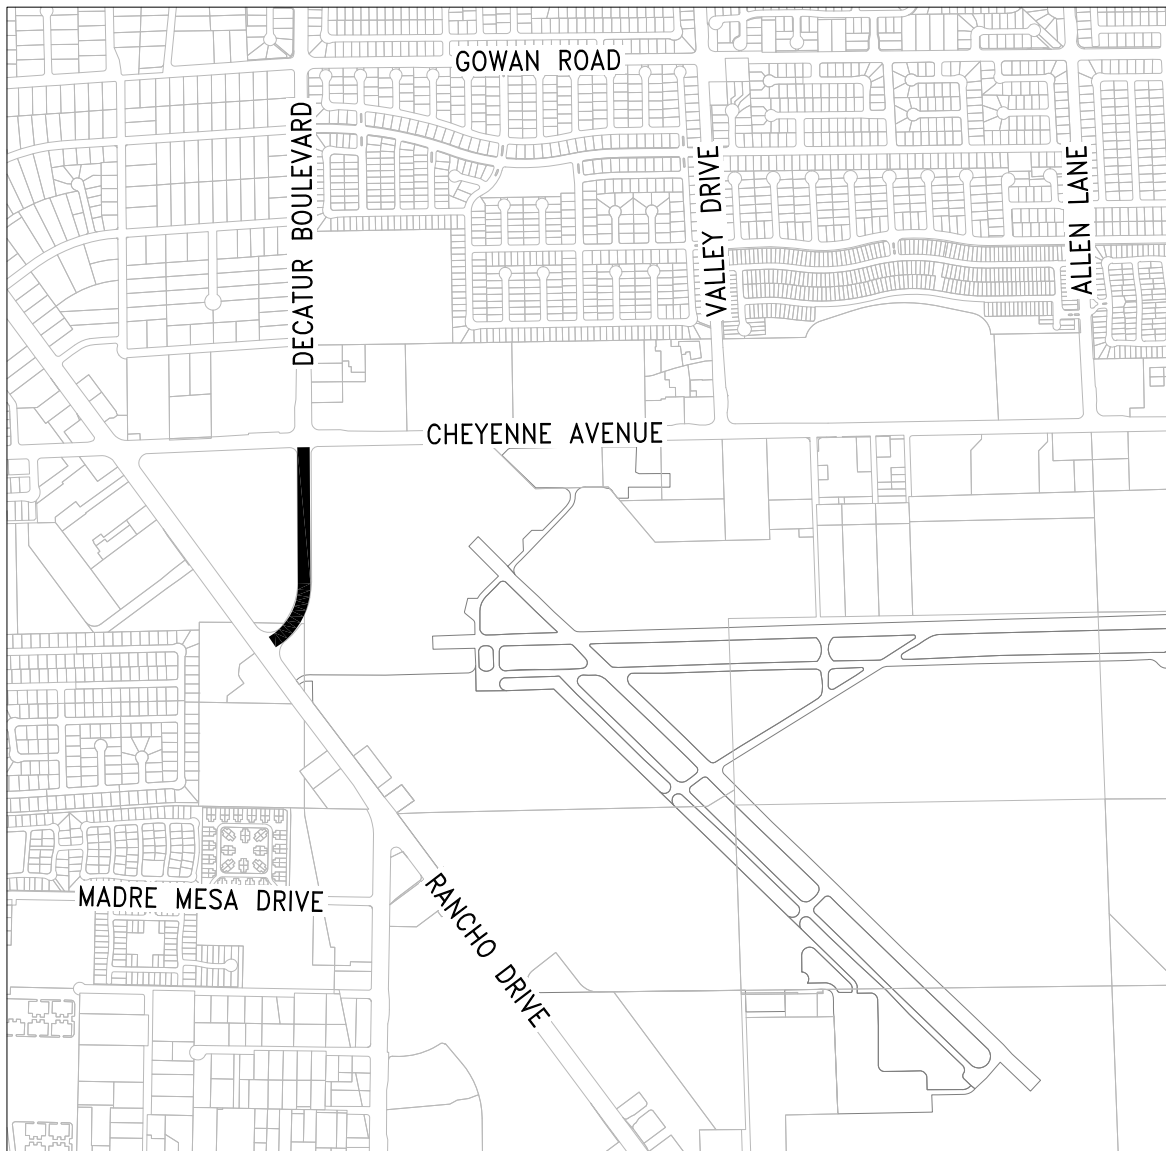 GOWAN ROAD
DECATUR BOULEVARD
VALLEY DRIVE
ALLEN LANE
CHEYENNE AVENUE
MADRE MESA DRIVE
RANCHO DRIVE